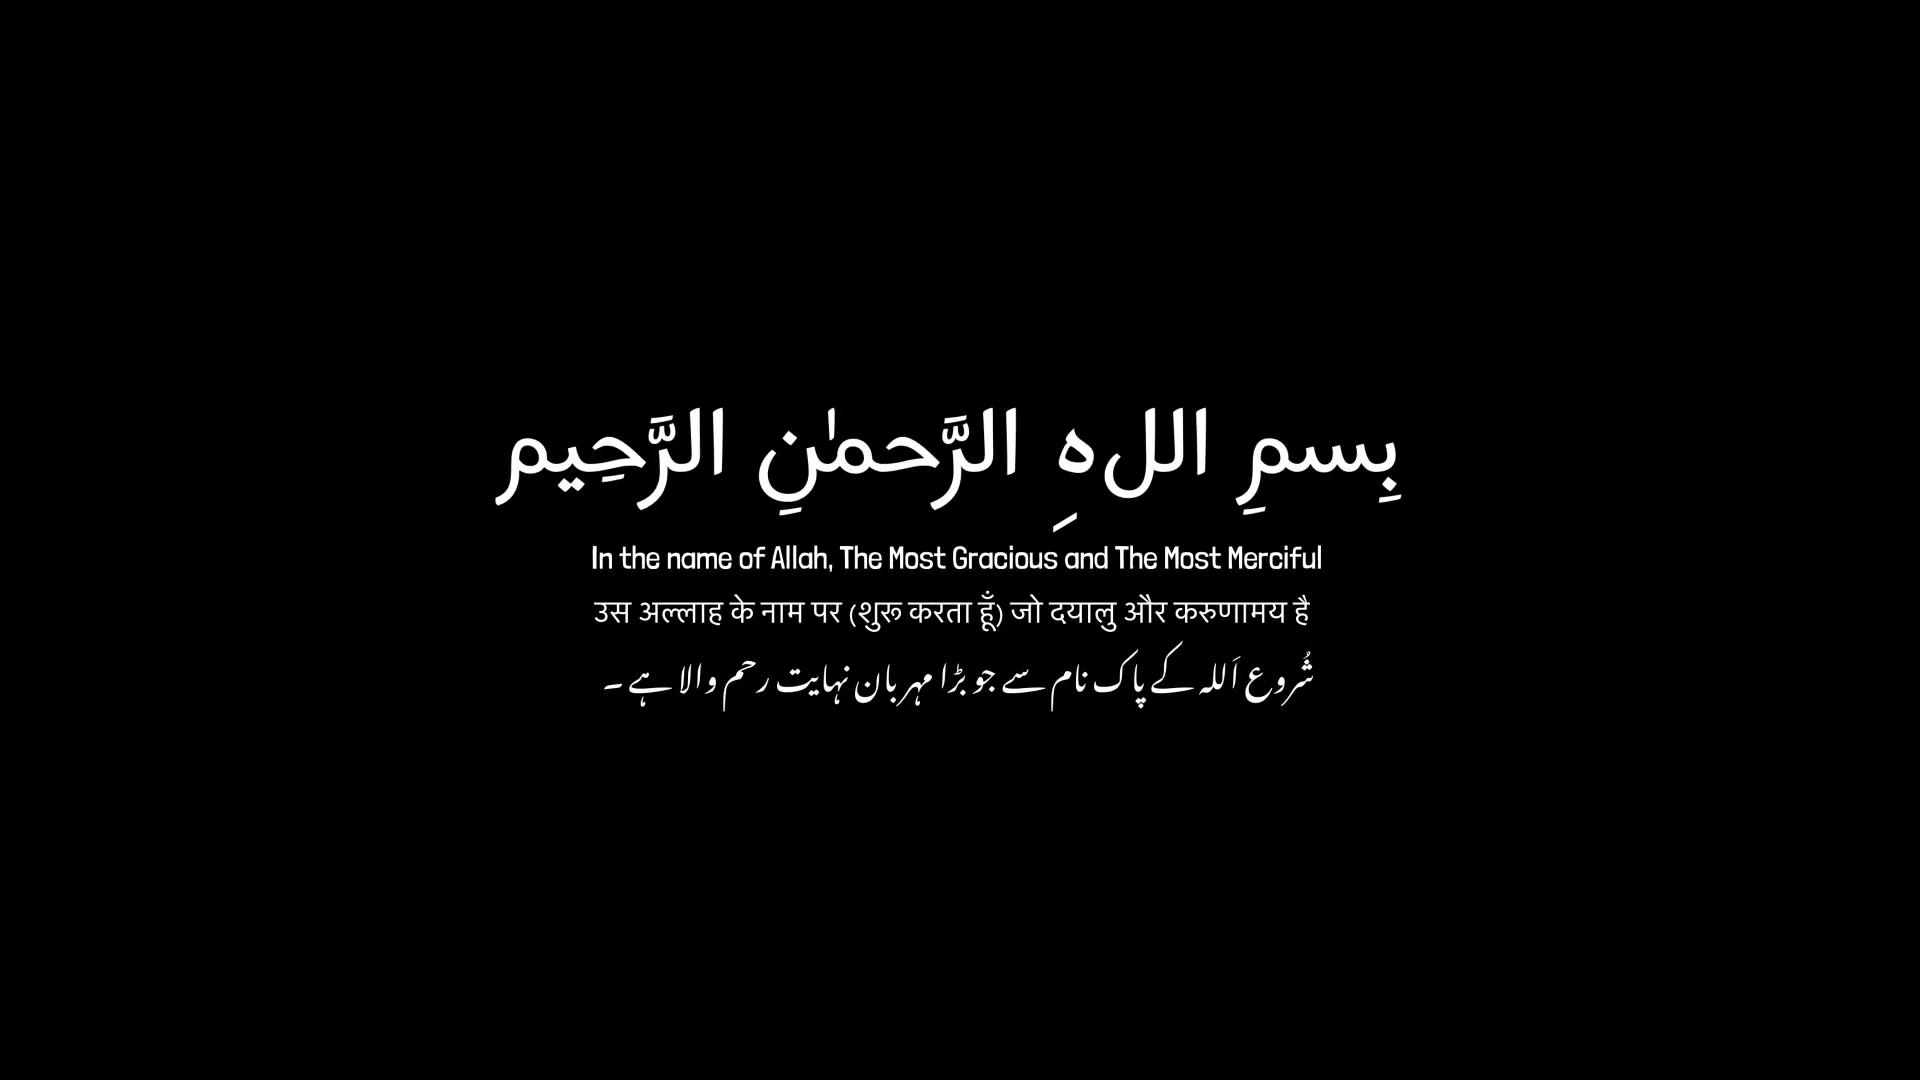 بِسمِ اللہِ الرَّحمٰنِ الرَّحِيم
In the name of Allah, The Most Gracious and The Most Merciful
उस अल्लाह के नाम पर (शुरू करता हूँ) जो दयालु और करुणामय है
شُروع اَللہ کے پاک نام سے جو بڑا مہربان نہایت رحم والا ہے ۔